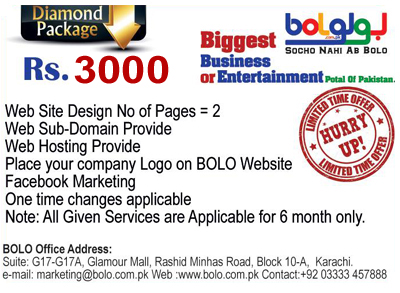 Diamond
Package
Rs. 3000
Biggest
Business
or Entertainment Potal Of Pakistan.
بولو
bolo
.com.pk
SOCHO NAHI AB BOLO
LIMITED TIME OFFER
HURRY
UP!
LIMITED TIME OFFER
Web Site Design No of Pages = 2
Web Sub-Domain Provide
Web Hosting Provide
Place your company Logo on BOLO Website
Facebook Marketing
One time changes applicable
Note: All Given Services are Applicable for 6 month only.
BOLO Office Address:
Suite: G17-G17A, Glamour Mall, Rashid Minhas Road, Block 10-A, Karachi.
e-mail: marketing@bolo.com.pk Web :www.bolo.com.pk Contact:+92 03333 457888